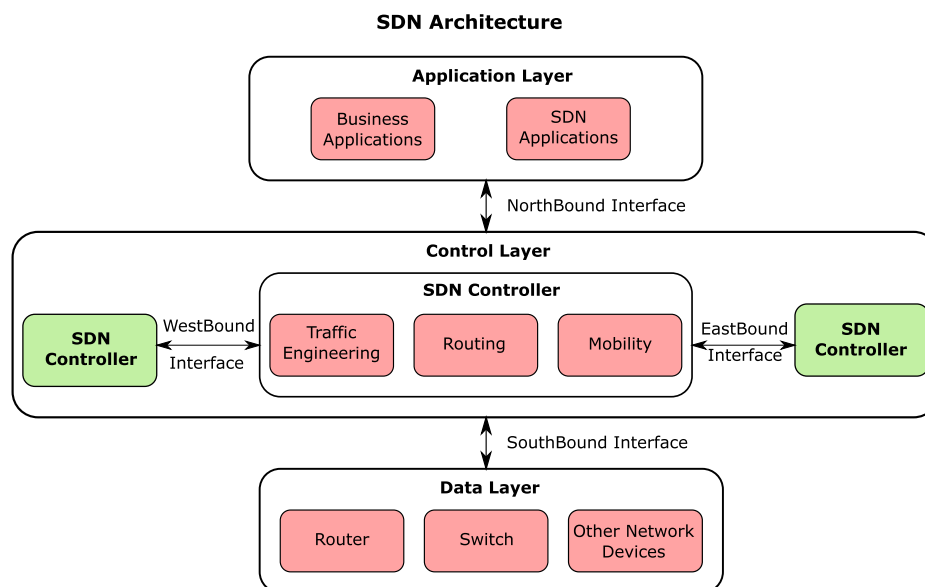 SDN Architecture
Application Layer
Business
Applications
SDN
Applications
NorthBound Interface
Control Layer
SDN Controller
SDN
Controller
WestBound
Interface
Traffic
Engineering
Routing
Mobility
EastBound
Interface
SDN
Controller
SouthBound Interface
Data Layer
Router
Switch
Other Network
Devices